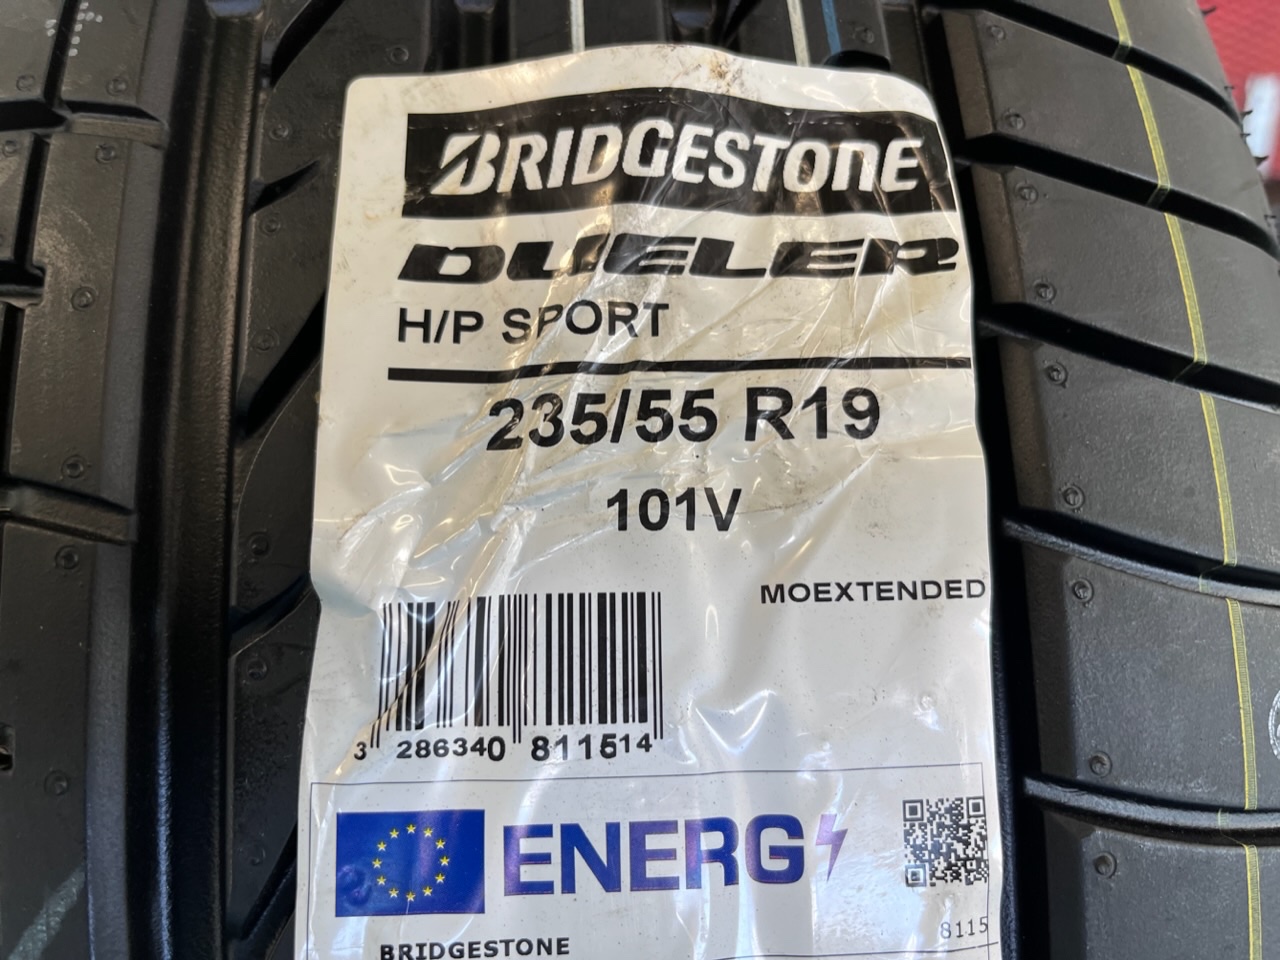 BRIDGESTONE
DUELER
H/P SPORT
235/55 R19
101V
MOEXTENDED
3 286340 811514
ENERG
8115
BRIDGESTONE